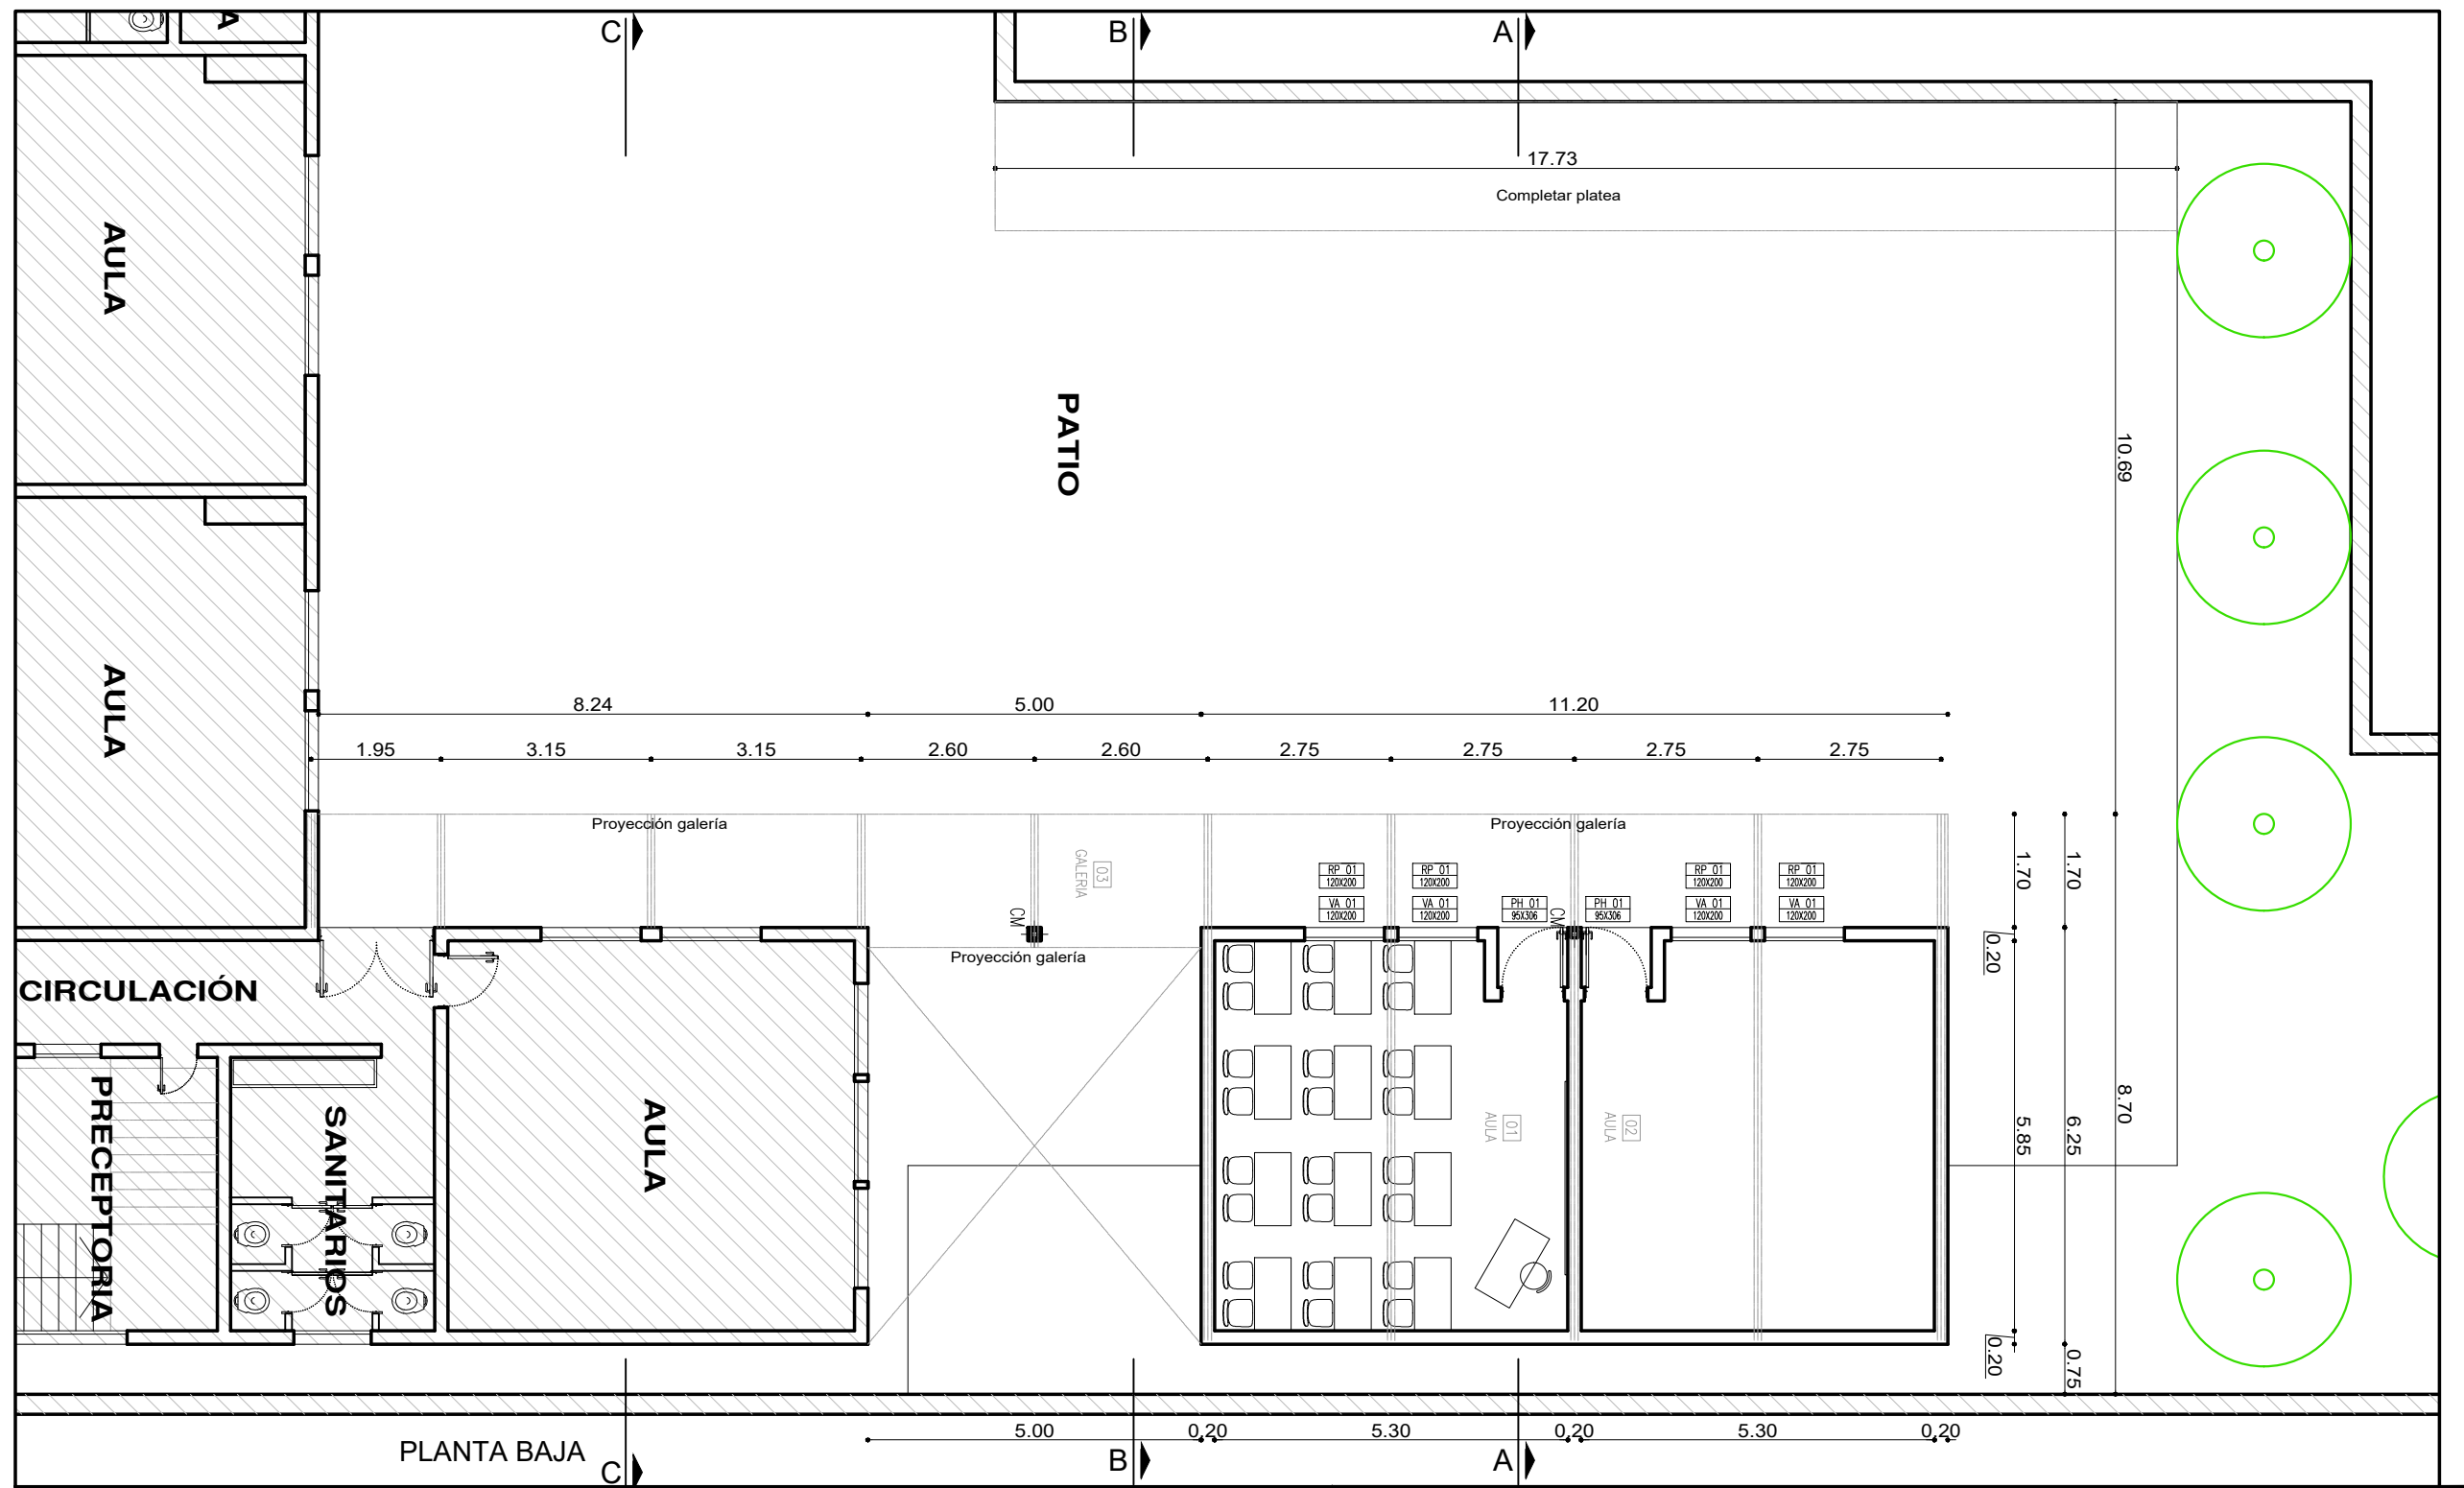 A
C
B
A
17.73
Completar platea
AULA
PATIO
10.69
AULA
8.24
5.00
11.20
1.95
3.15
3.15
2.60
2.60
2.75
2.75
2.75
2.75
Proyección galería
Proyección galería
03
GALERIA
RP 01
120X200
RP 01
120X200
RP 01
120X200
RP 01
120X200
1.70
1.70
VA 01
120X200
VA 01
120X200
PH 01
95X306
PH 01
95X306
VA 01
120X200
VA 01
120X200
CM
CM
Proyección galería
0.20
CIRCULACIÓN
PRECEPTORIA
SANITARIOS
AULA
01
AULA
02
AULA
5.85
6.25
8.70
0.20
0.75
5.00
0.20
5.30
0.20
5.30
0.20
PLANTA BAJA
C
B
A